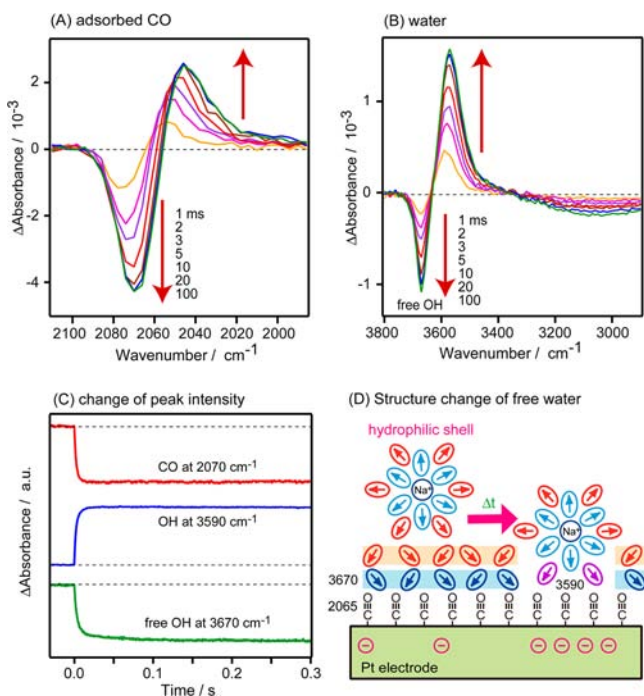 (A) adsorbed CO
ΔAbsorbance / 10⁻³
2
0
-2
-4
1 ms
2
3
5
10
20
100
2100 2080 2060 2040 2020 2000
Wavenumber / cm⁻¹
(B) water
ΔAbsorbance / 10⁻³
1
0
-1
1 ms
2
3
5
10
20
100
free OH
3800 3600 3400 3200 3000
Wavenumber / cm⁻¹
(C) change of peak intensity
ΔAbsorbance / a.u.
CO at 2070 cm⁻¹
OH at 3590 cm⁻¹
free OH at 3670 cm⁻¹
0.0 0.1 0.2 0.3
Time / s
(D) Structure change of free water
hydrophilic shell
Na⁺
Δt
Na⁺
3670
3590
2065
O O O O O O O O
C C C C C C C C
Pt electrode